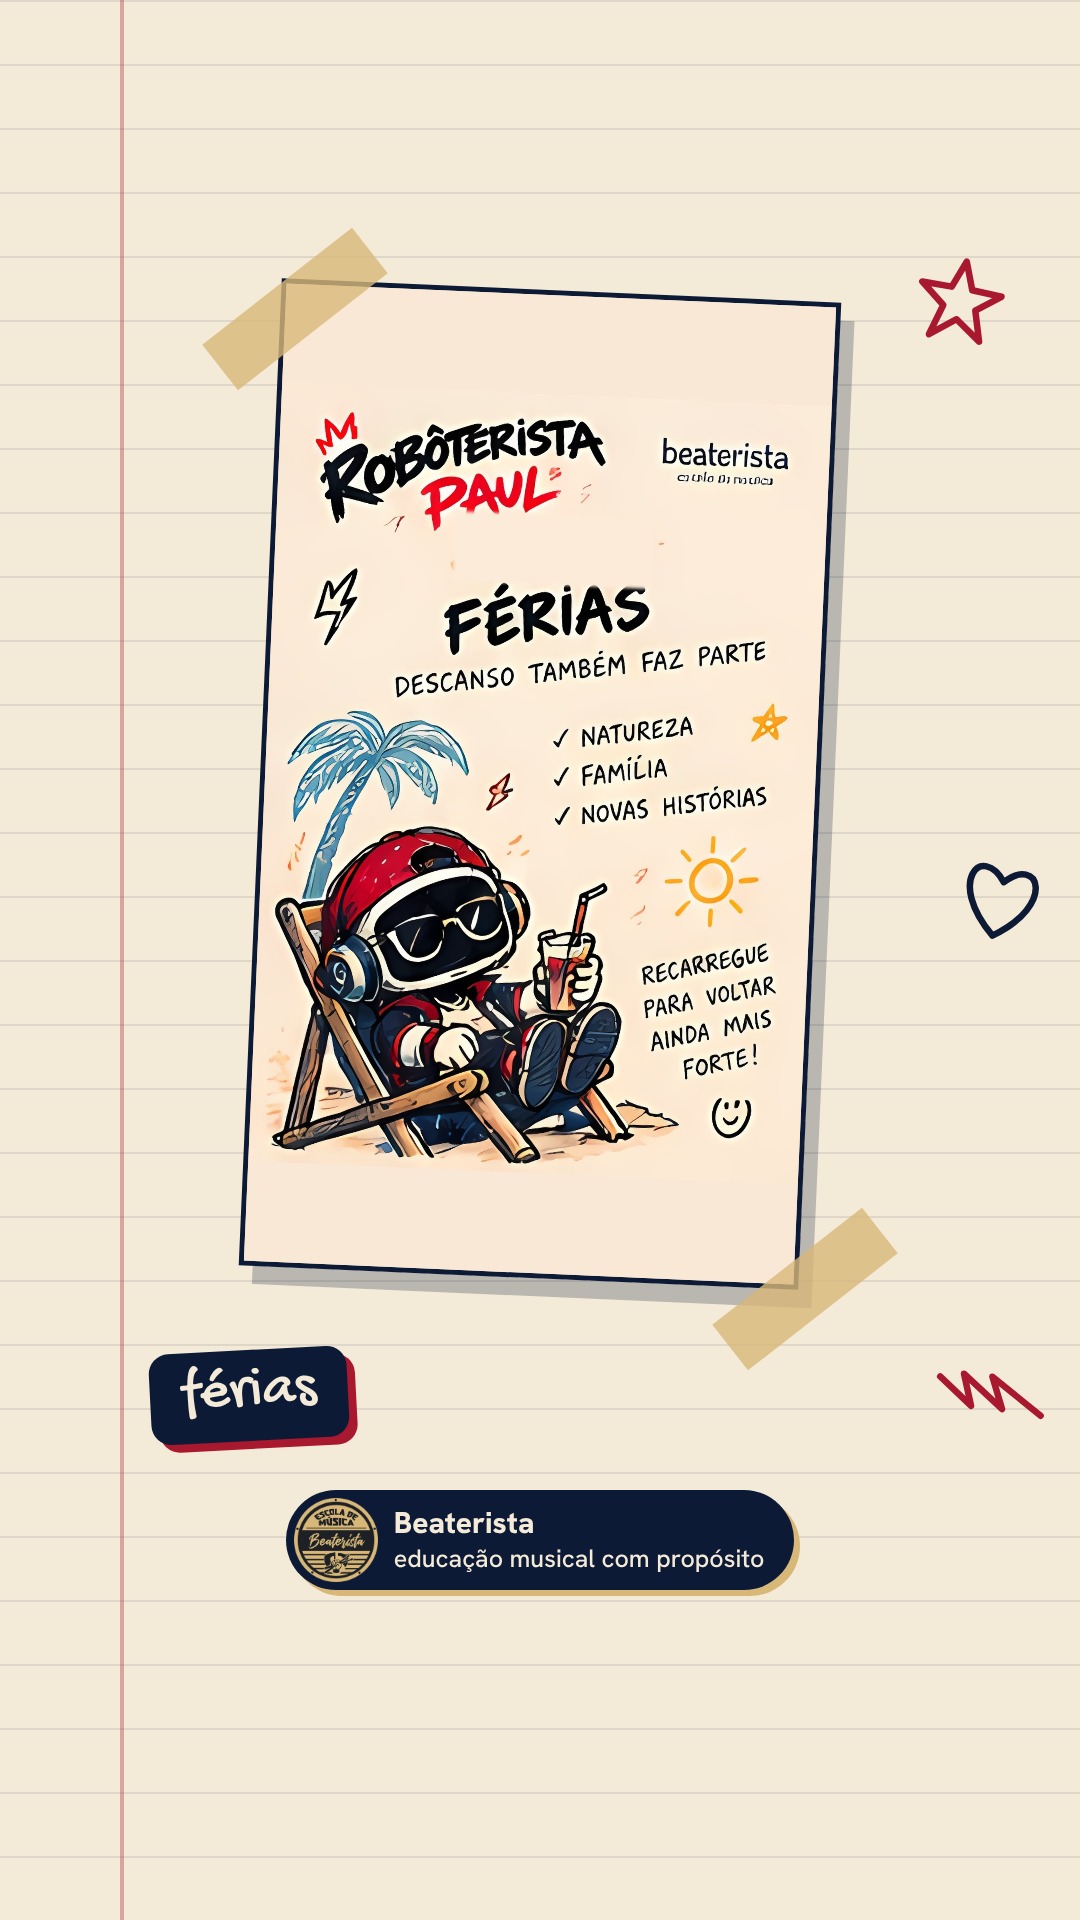 ROBÔTERISTA
PAUL
beaterista
FÉRIAS
DESCANSO TAMBÉM FAZ PARTE
✓ NATUREZA
✓ FAMÍLIA
✓ NOVAS HISTÓRIAS
RECARREGUE
PARA VOLTAR
AINDA MAIS
FORTE!
férias
ESCOLA DE
MÚSICA
Beaterista
Beaterista
educação musical com propósito